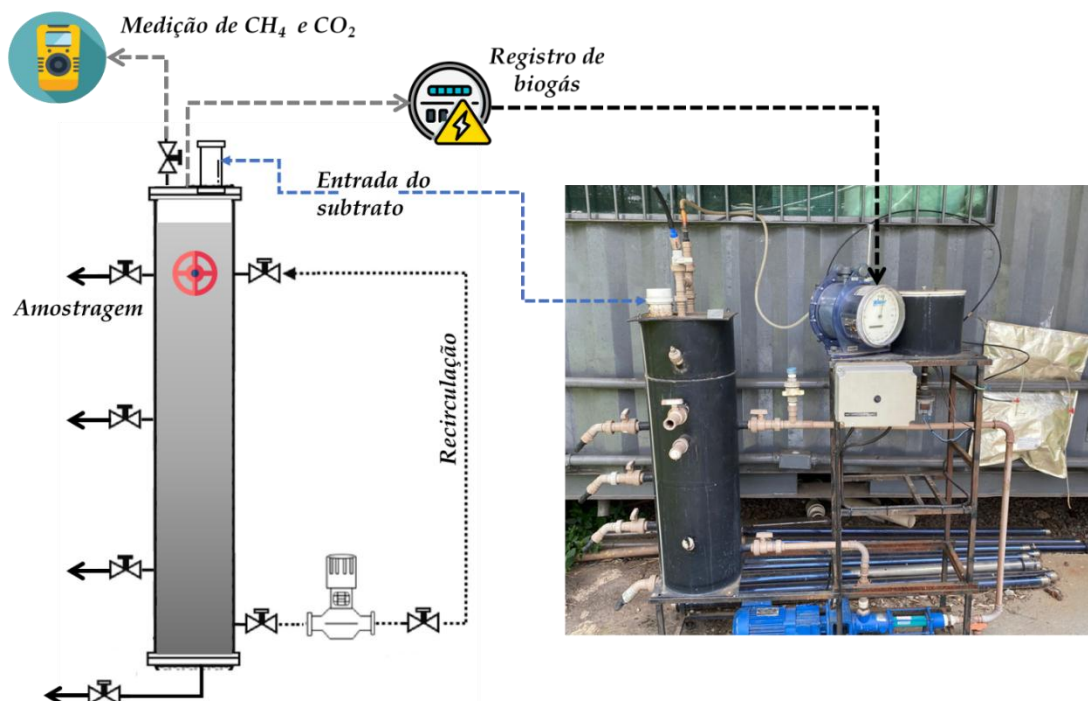 Medição de CH₄ e CO₂
Registro de
biogás
Entrada do
subtrato
Amostragem
Recirculação